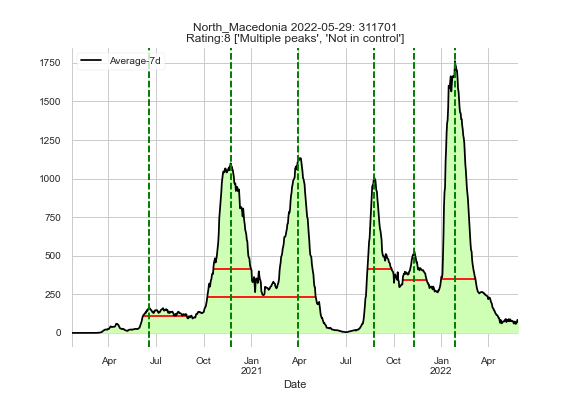 North_Macedonia 2022-05-29: 311701
Rating:8 ['Multiple peaks', 'Not in control']
Average-7d
1750
1500
1250
1000
750
500
250
0
Apr Jul Oct Jan Apr Jul Oct Jan Apr
2021 2022
Date